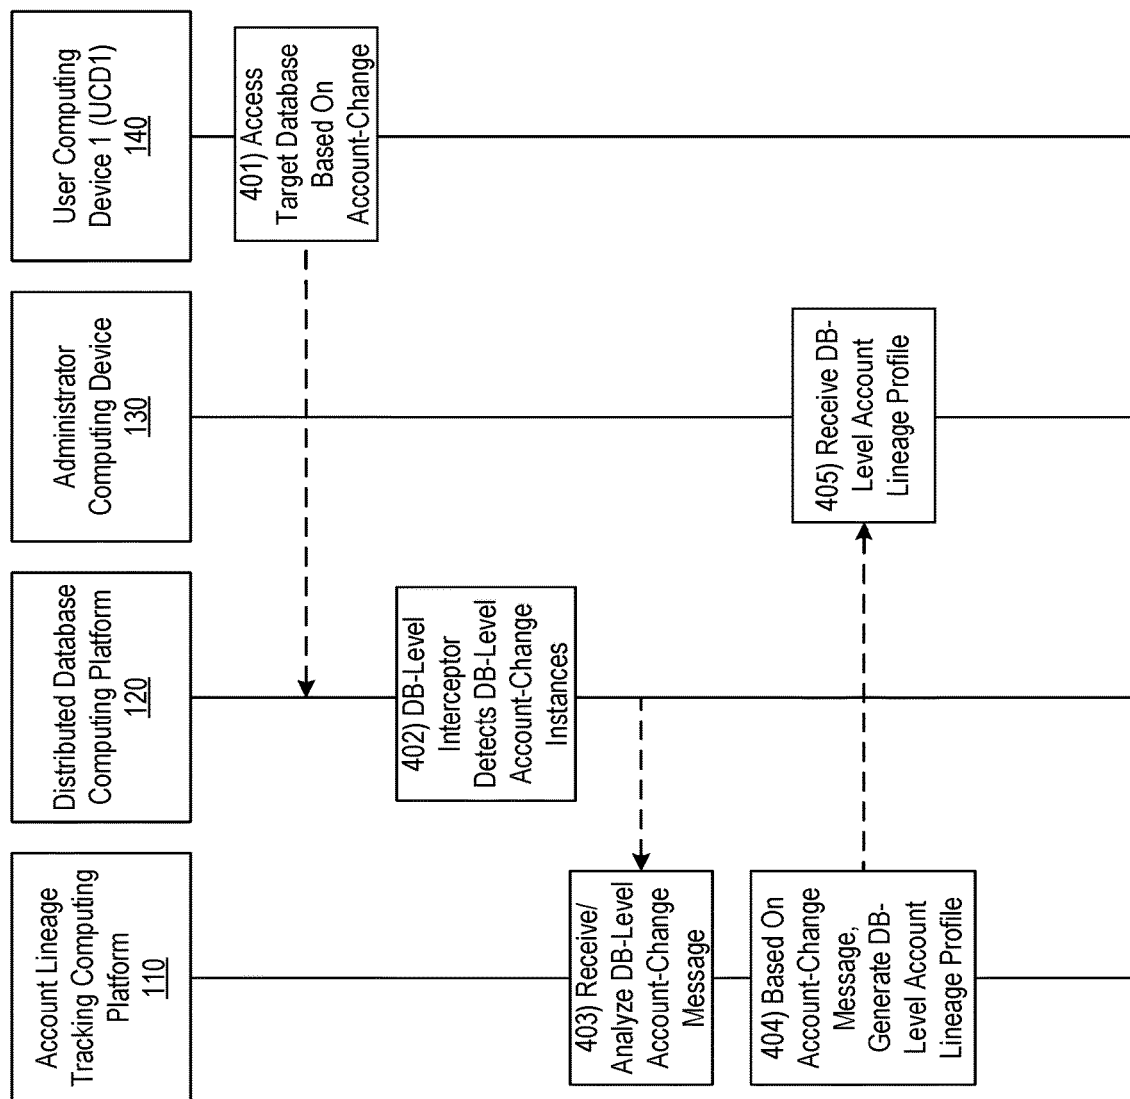 Account Lineage
Tracking Computing
Platform
110
Distributed Database
Computing Platform
120
Administrator
Computing Device
130
User Computing
Device 1 (UCD1)
140
401) Access
Target Database
Based On
Account-Change
402) DB-Level
Interceptor
Detects DB-Level
Account-Change
Instances
403) Receive/
Analyze DB-Level
Account-Change
Message
404) Based On
Account-Change
Message,
Generate DB-
Level Account
Lineage Profile
405) Receive DB-
Level Account
Lineage Profile